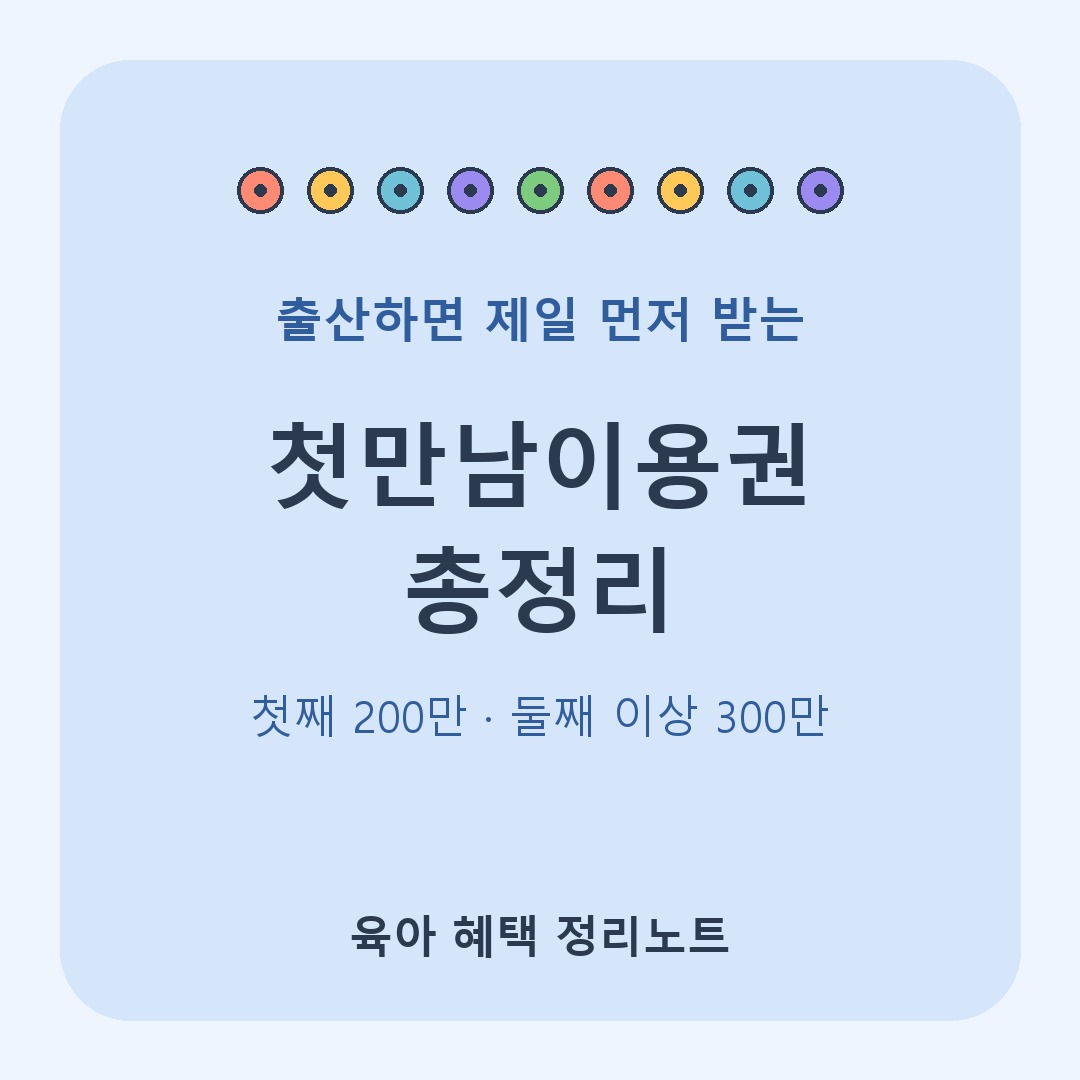 출산하면 제일 먼저 받는
첫만남이용권
총정리
첫째 200만 · 둘째 이상 300만
육아 혜택 정리노트